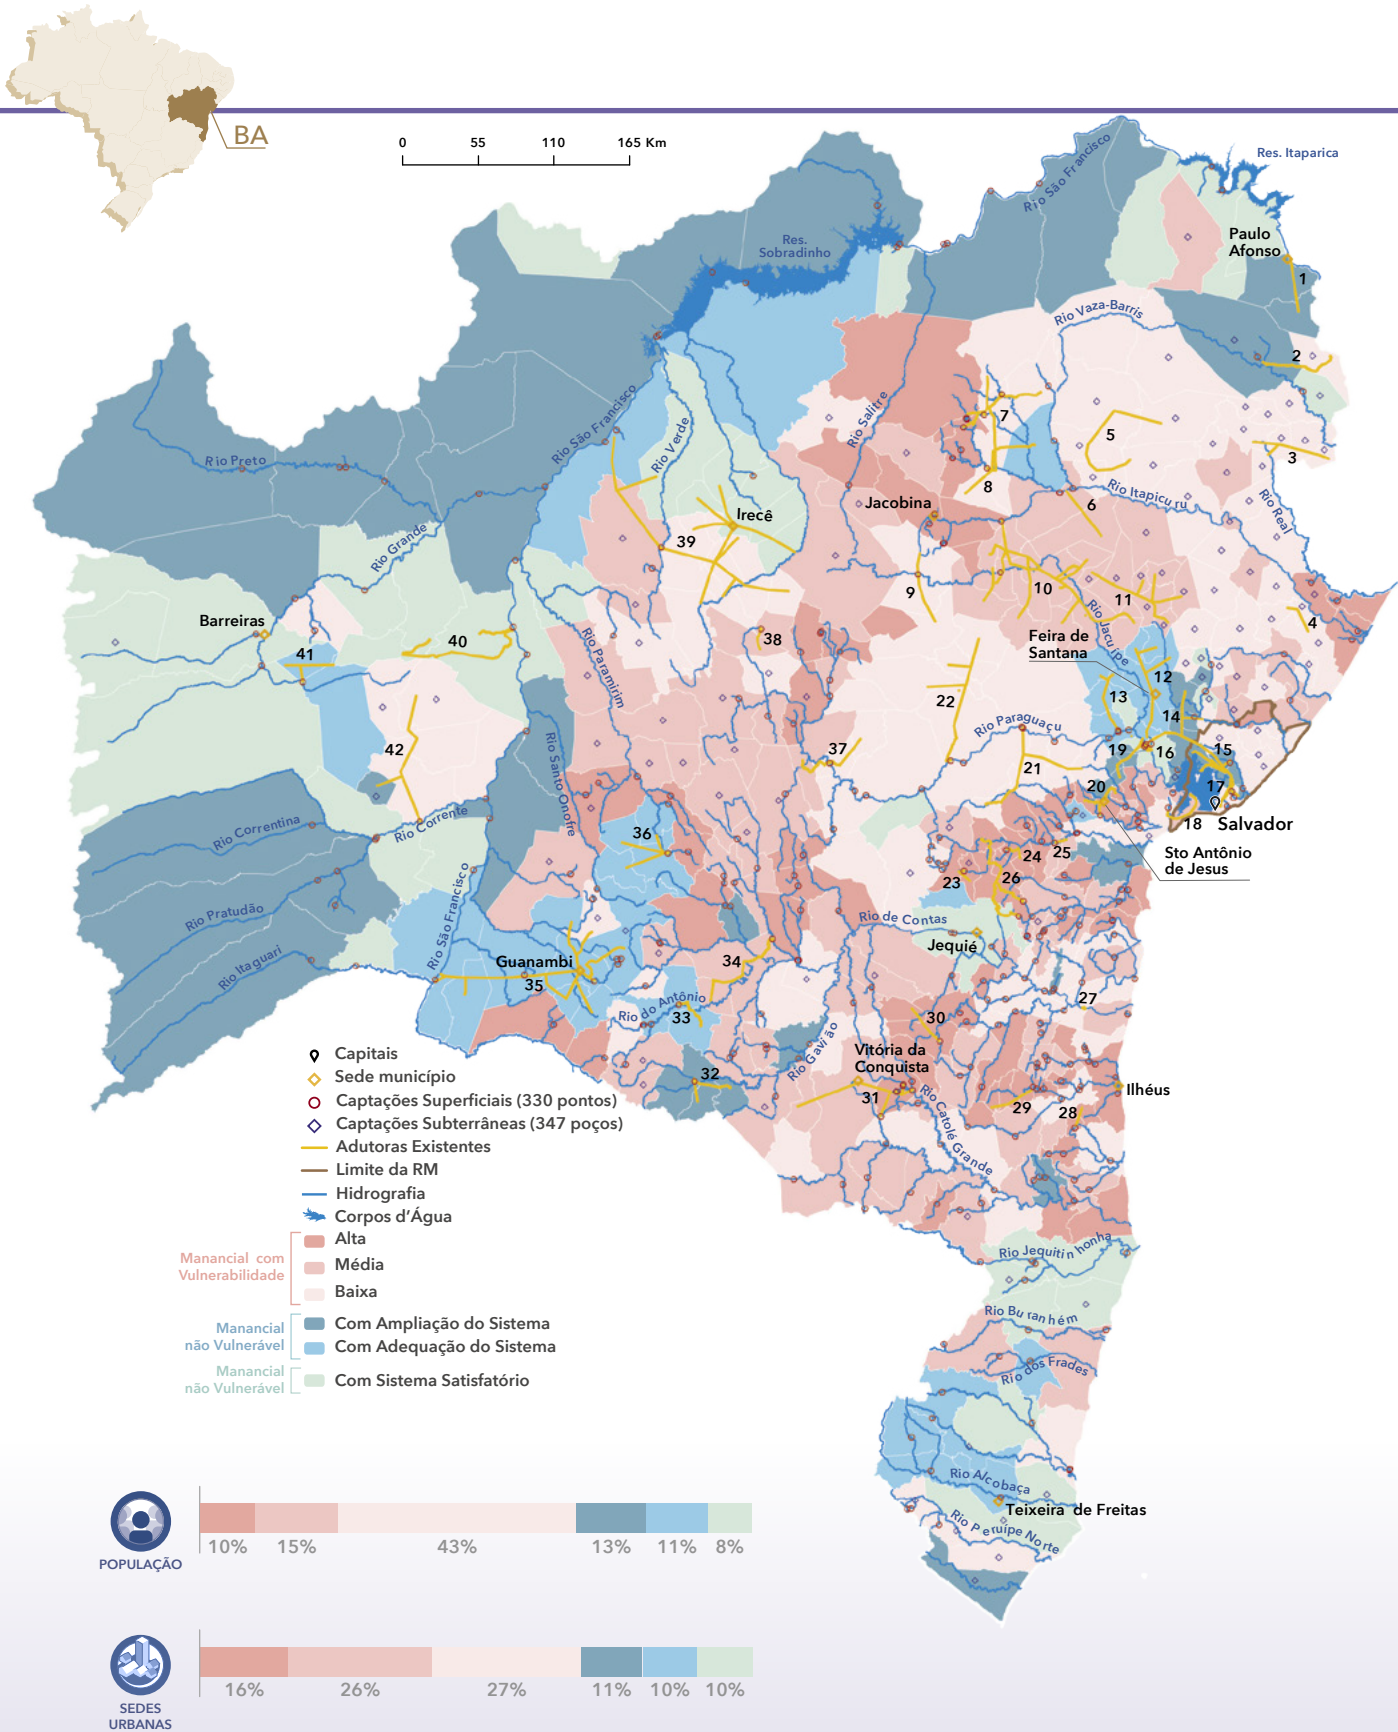 BA
0 55 110 165 Km
Res. Itaparica
Rio São Francisco
Paulo
Afonso
Res.
Sobradinho
1
Rio Vaza-Barris
2
Rio São Francisco
Rio Salitre
7
5
Rio Verde
3
Rio Preto
8
Rio Itapicuru
Jacobina
6
Rio Real
Irecê
Rio Grande
39
9
10
11
Barreiras
4
40
38
Rio Jacuípe
Feira de
Santana
41
Rio Paramirim
12
13
22
14
Rio Paraguaçu
42
37
19
16
15
Rio Santo Onofre
21
20
17
Rio Corrente
Rio Correntina
36
18
Salvador
24
25
Sto Antônio
de Jesus
23
26
Rio São Francisco
Rio Pratudão
Rio de Contas
Jequié
Rio Itaguari
Guanambi
34
35
27
Rio do Antônio
33
30
Rio Gavião
Vitória da
Conquista
32
31
Rio Catolé Grande
29
28
Ilhéus
Capitais
Sede município
Captações Superficiais (330 pontos)
Captações Subterrâneas (347 poços)
Adutoras Existentes
Limite da RM
Hidrografia
Corpos d'Água
Manancial com
Vulnerabilidade
Alta
Média
Baixa
Manancial
não Vulnerável
Com Ampliação do Sistema
Com Adequação do Sistema
Manancial
não Vulnerável
Com Sistema Satisfatório
Rio Jequitinhonha
Rio Buranhém
Rio dos Frades
Rio Alcobaça
Teixeira de Freitas
Rio Peruípe Norte
POPULAÇÃO
10% 15% 43% 13% 11% 8%
SEDES
URBANAS
16% 26% 27% 11% 10% 10%